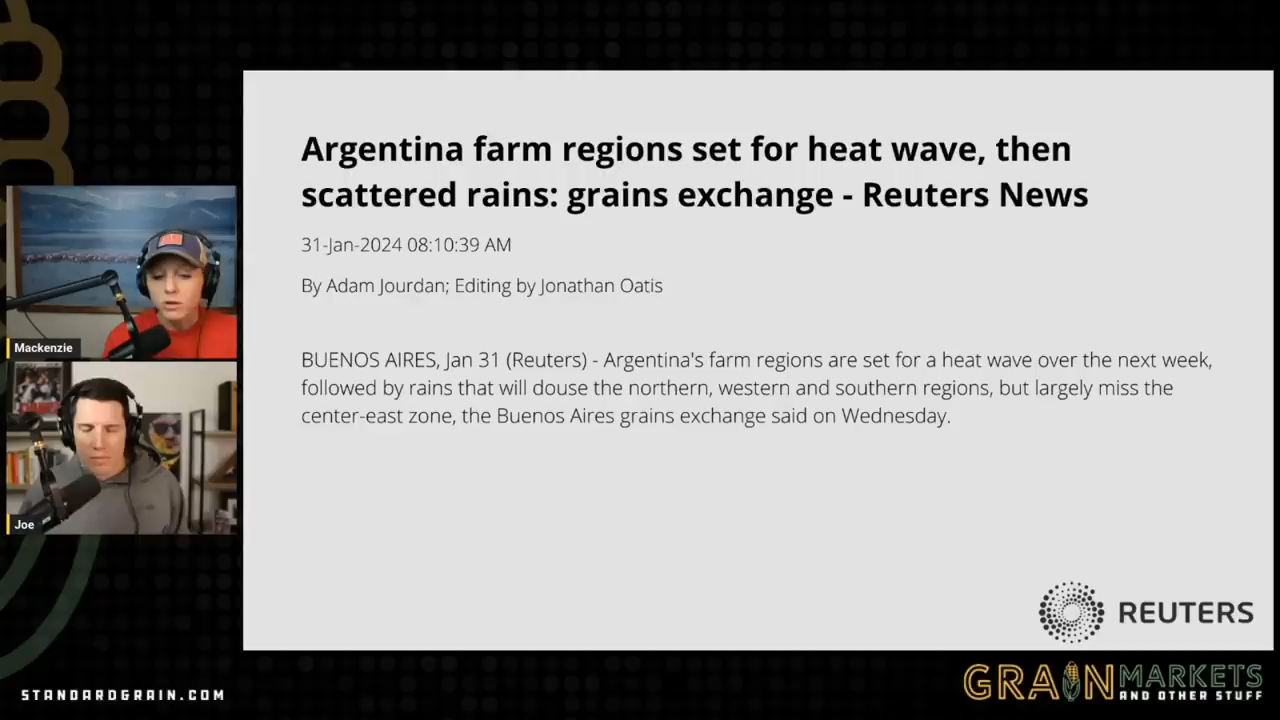 Argentina farm regions set for heat wave, then
scattered rains: grains exchange - Reuters News
31-Jan-2024 08:10:39 AM
By Adam Jourdan; Editing by Jonathan Oatis
BUENOS AIRES, Jan 31 (Reuters) - Argentina's farm regions are set for a heat wave over the next week,
followed by rains that will douse the northern, western and southern regions, but largely miss the
center-east zone, the Buenos Aires grains exchange said on Wednesday.
Mackenzie
Joe
REUTERS
STANDARDGRAIN.COM
GRAIN MARKETS
AND OTHER STUFF